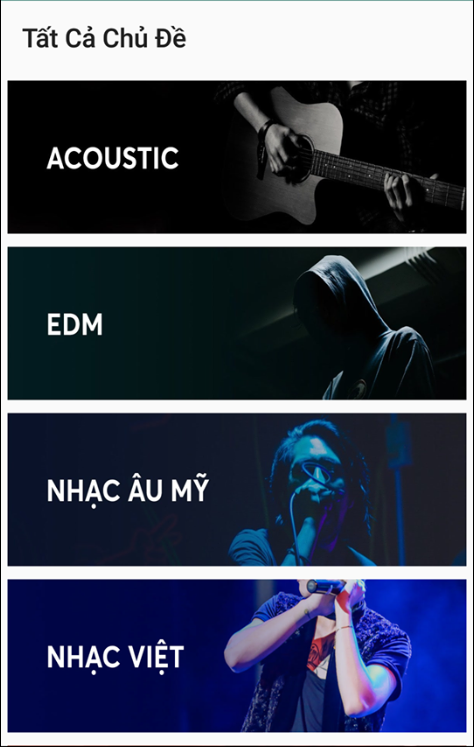 Tất Cả Chủ Đề
ACOUSTIC
EDM
NHẠC ÂU MỸ
NHẠC VIỆT